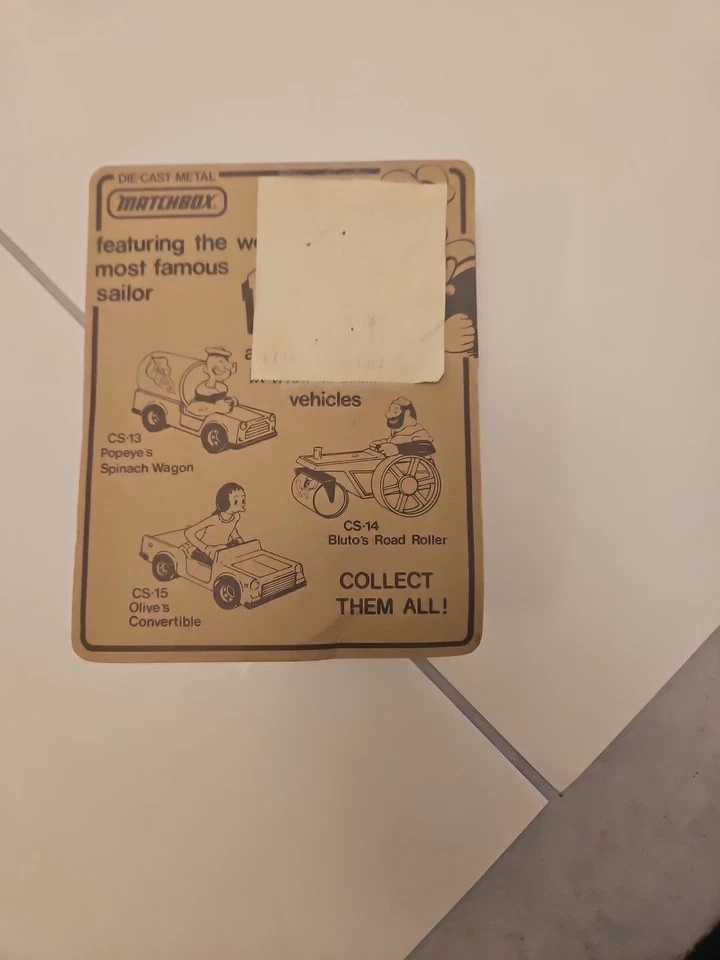 DIE-CAST METAL
MATCHBOX
featuring the
most famous
sailor
vehicles
CS-13
Popeye's
Spinach Wagon
CS-14
Bluto's Road Roller
CS-15
Olive's
Convertible
COLLECT
THEM ALL!